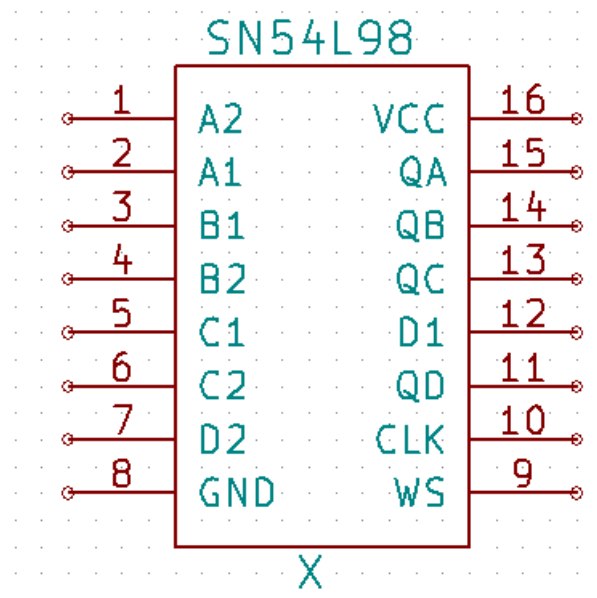 SN54L98
1 A2 VCC 16
2 A1 QA 15
3 B1 QB 14
4 B2 QC 13
5 C1 D1 12
6 C2 QD 11
7 D2 CLK 10
8 GND WS 9
X